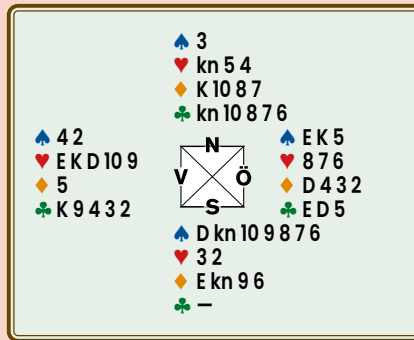 ♠ 3
♥ kn 5 4
♦ K 10 8 7
♣ kn 10 8 7 6
♠ 4 2
♥ E K D 10 9
♦ 5
♣ K 9 4 3 2
N
V Ö
S
♠ E K 5
♥ 8 7 6
♦ D 4 3 2
♣ E D 5
♠ D kn 10 9 8 7 6
♥ 3 2
♦ E kn 9 6
♣ –